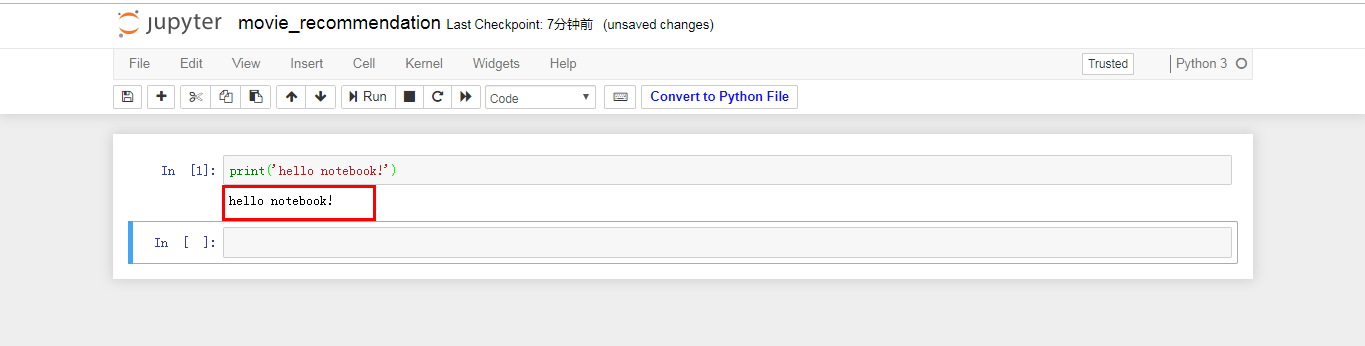 jupyter movie_recommendation Last Checkpoint: 7分钟前 (unsaved changes)
File Edit View Insert Cell Kernel Widgets Help Trusted Python 3
Run Code Convert to Python File
In [1]: print('hello notebook!')
hello notebook!
In [ ]: